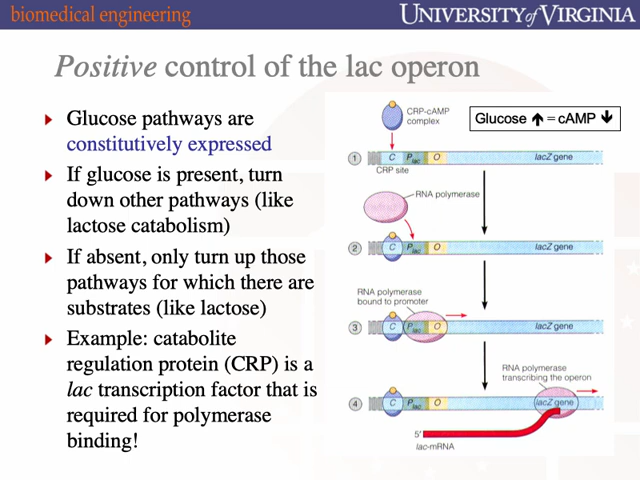 biomedical engineering
UNIVERSITY of VIRGINIA
Positive control of the lac operon
Glucose pathways are
constitutively expressed
If glucose is present, turn
down other pathways (like
lactose catabolism)
If absent, only turn up those
pathways for which there are
substrates (like lactose)
Example: catabolite
regulation protein (CRP) is a
lac transcription factor that is
required for polymerase
binding!
CRP-cAMP
complex
Glucose ↑ = cAMP ↓
1 C Plac O lacZ gene
CRP site
RNA polymerase
2 C Plac O lacZ gene
RNA polymerase
bound to promoter
3 C Plac O lacZ gene
RNA polymerase
transcribing the operon
4 C Plac O lacZ gene
5'
lac-mRNA